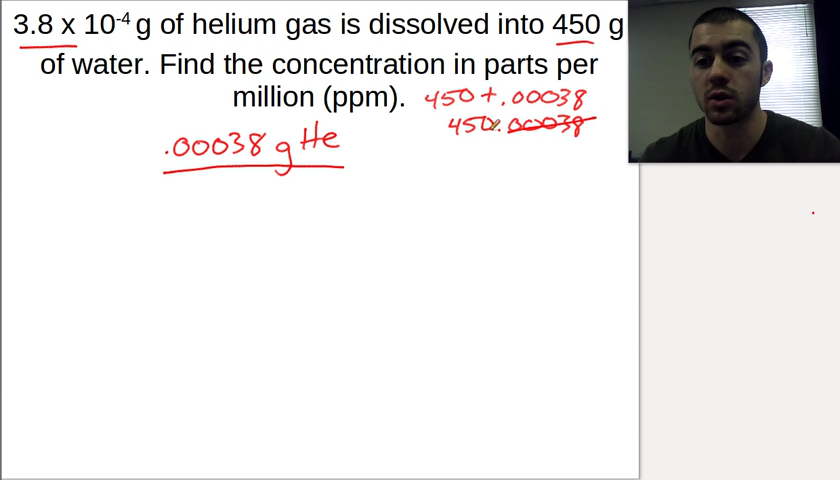 3.8 x 10⁻⁴ g of helium gas is dissolved into 450 g
of water. Find the concentration in parts per
million (ppm).
450 + .00038
450.00038
.00038 g He